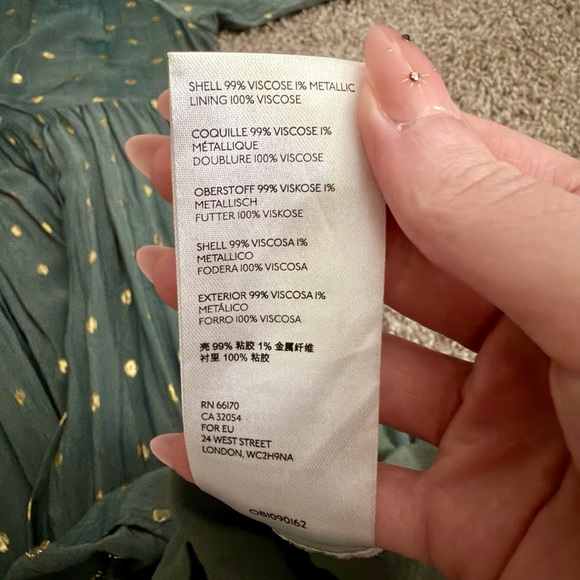 SHELL 99% VISCOSE 1% METALLIC
LINING 100% VISCOSE
COQUILLE 99% VISCOSE 1%
MÉTALLIQUE
DOUBLURE 100% VISCOSE
OBERSTOFF 99% VISKOSE 1%
METALLISCH
FUTTER 100% VISKOSE
SHELL 99% VISCOSA 1%
METALLICO
FODERA 100% VISCOSA
EXTERIOR 99% VISCOSA 1%
METÁLICO
FORRO 100% VISCOSA
壳 99% 粘胶 1% 金属纤维
衬里 100% 粘胶
RN 66170
CA 32054
FOR EU
24 WEST STREET
LONDON, WC2H9NA
OB1090162